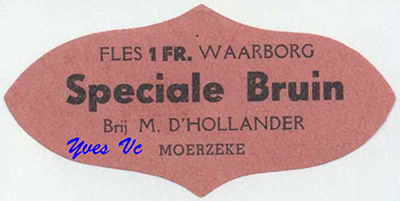 FLES 1 FR. WAARBORG
Speciale Bruin
Brij M. D'HOLLANDER
Yves Vc MOERZEKE